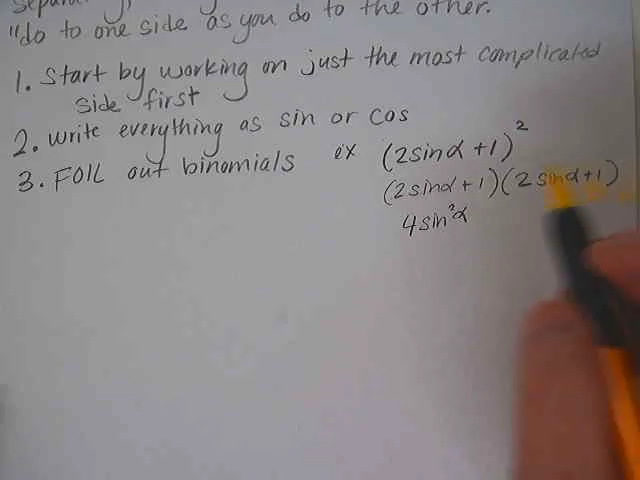 "do to one side as you do to the other.
1. Start by working on just the most complicated
side first
2. Write everything as sin or cos
3. FOIL out binomials ex (2sinα +1)²
(2sinα +1)(2sinα+1)
4sin²α